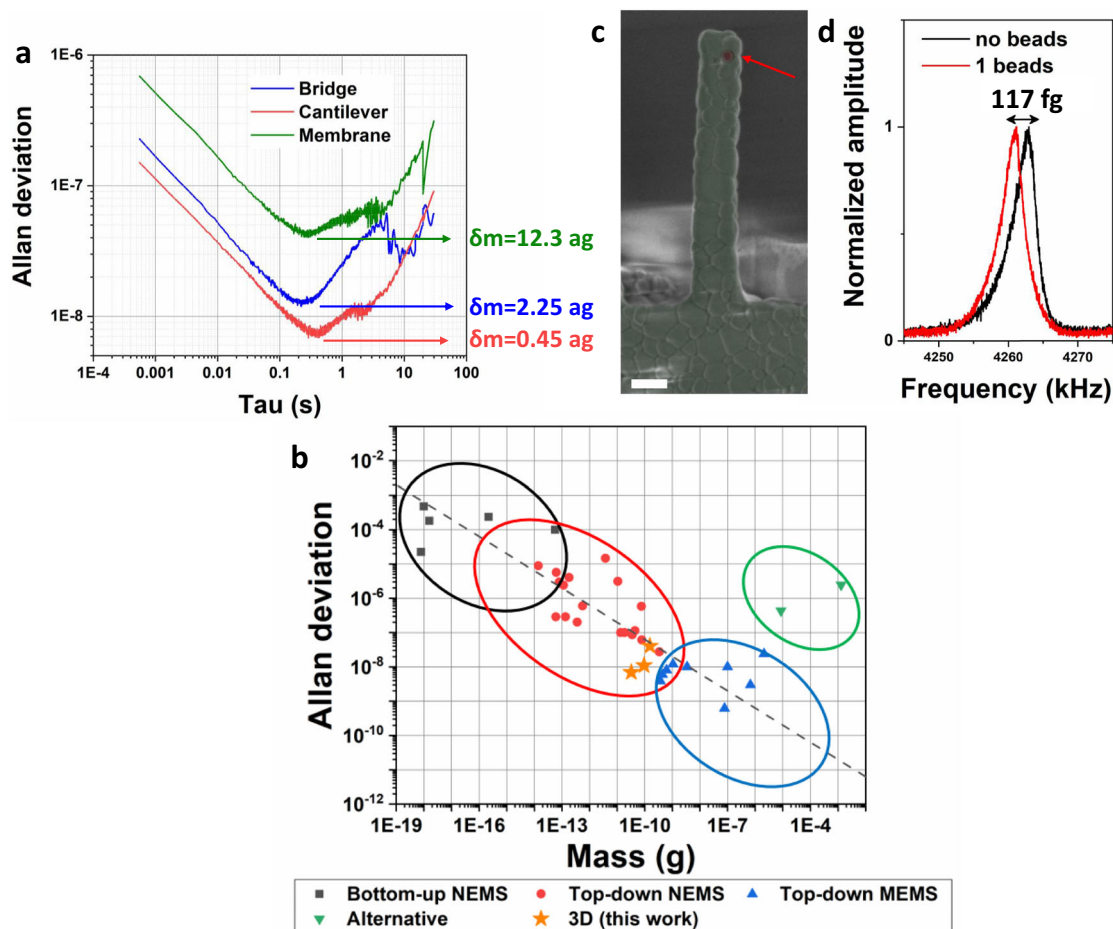 a
1E-6
1E-7
1E-8
Allan deviation
Bridge
Cantilever
Membrane
δm=12.3 ag
δm=2.25 ag
δm=0.45 ag
1E-4 0.001 0.01 0.1 1 10 100
Tau (s)
c
d
no beads
1 beads
117 fg
Normalized amplitude
1
0
4250 4260 4270
Frequency (kHz)
b
Allan deviation
10-2
10-4
10-6
10-8
10-10
10-12
1E-19 1E-16 1E-13 1E-10 1E-7 1E-4
Mass (g)
Bottom-up NEMS Top-down NEMS Top-down MEMS
Alternative 3D (this work)